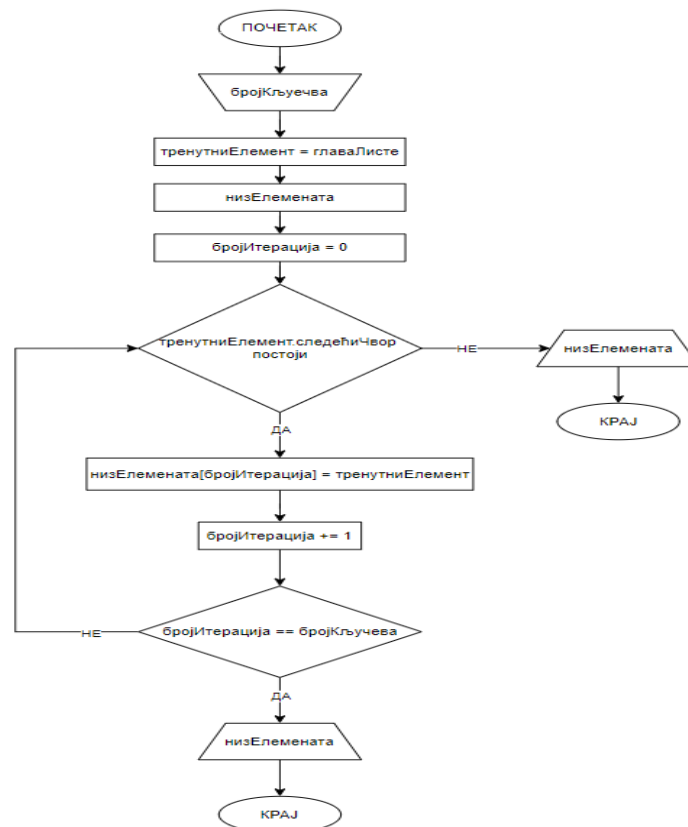 ПОЧЕТАК
бројКљуечва
тренутниЕлемент = главаЛисте
низЕлемената
бројИтерација = 0
тренутниЕлемент.следећиЧвор
постоји
НЕ
низЕлемената
КРАЈ
ДА
низЕлемената[бројИтерација] = тренутниЕлемент
бројИтерација += 1
бројИтерација == бројКључева
НЕ
ДА
низЕлемената
КРАЈ